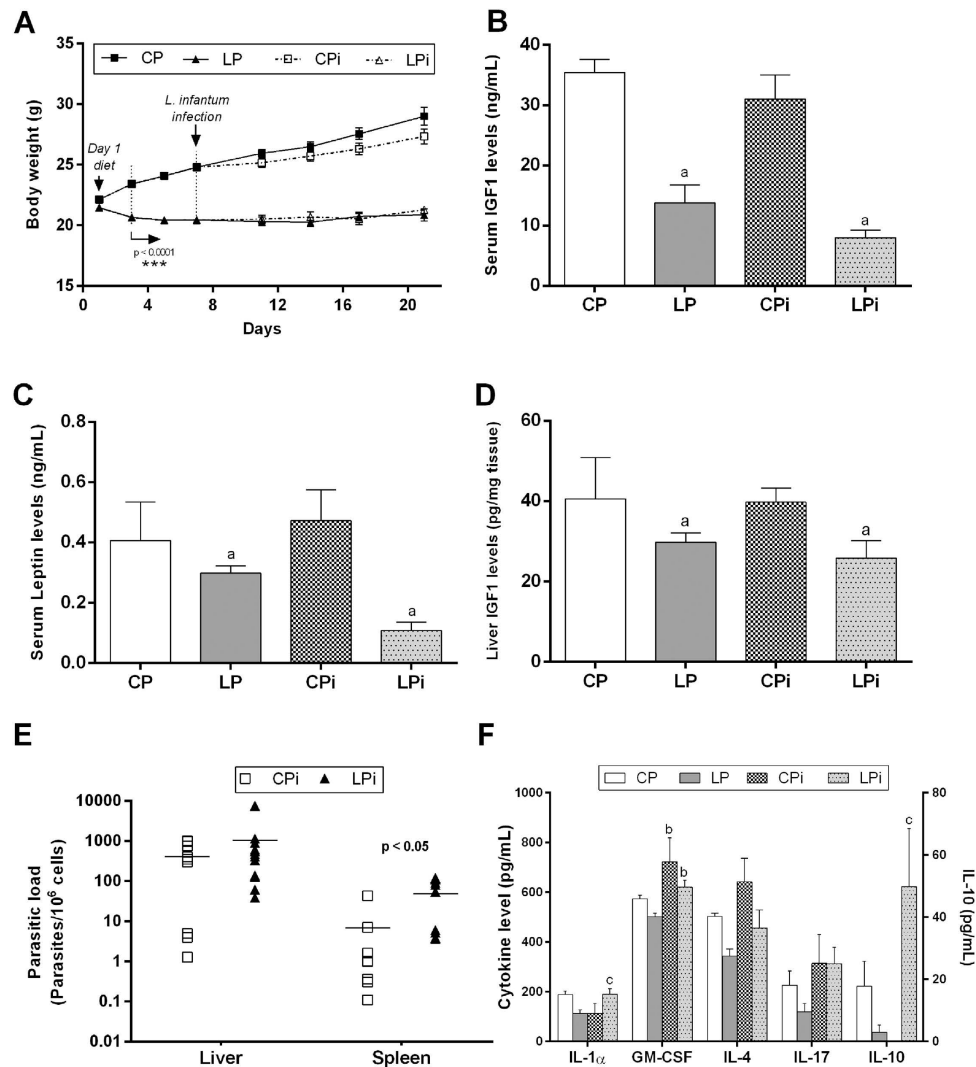 A
CP LP CPi LPi
Body weight (g)
35
30
25
20
15
Day 1
diet
L. infantum
infection
p < 0.0001
***
0 4 8 12 16 20
Days
B
Serum IGF1 levels (ng/mL)
40
30
20
10
0
a
a
CP LP CPi LPi
C
Serum Leptin levels (ng/mL)
0.8
0.6
0.4
0.2
0.0
a
a
CP LP CPi LPi
D
Liver IGF1 levels (pg/mg tissue)
60
40
20
0
a
a
CP LP CPi LPi
E
CPi LPi
Parasitic load
(Parasites/10⁶ cells)
10000
1000
100
10
1
0.1
0.01
p < 0.05
Liver Spleen
F
CP LP CPi LPi
Cytokine level (pg/mL)
1000
800
600
400
200
0
c
b
b
c
80
60
40
20
0
IL-10 (pg/mL)
IL-1α GM-CSF IL-4 IL-17 IL-10